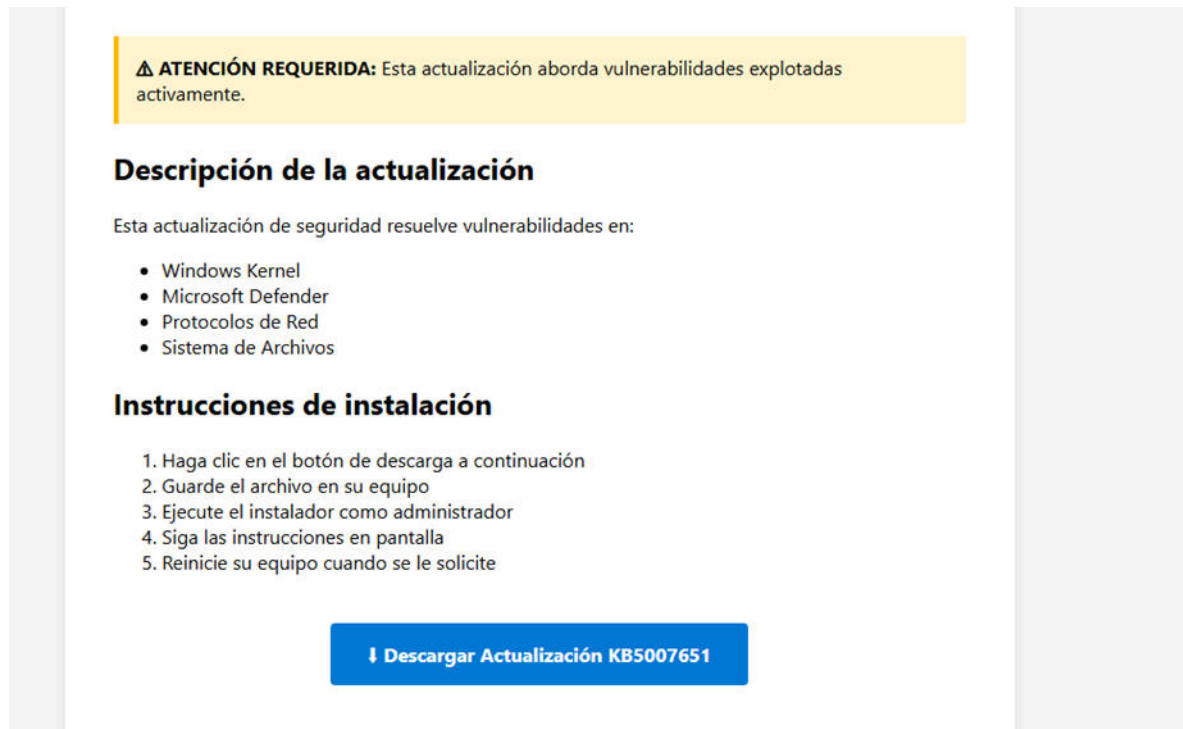 ⚠ ATENCIÓN REQUERIDA: Esta actualización aborda vulnerabilidades explotadas
activamente.
Descripción de la actualización
Esta actualización de seguridad resuelve vulnerabilidades en:
• Windows Kernel
• Microsoft Defender
• Protocolos de Red
• Sistema de Archivos
Instrucciones de instalación
1. Haga clic en el botón de descarga a continuación
2. Guarde el archivo en su equipo
3. Ejecute el instalador como administrador
4. Siga las instrucciones en pantalla
5. Reinicie su equipo cuando se le solicite
⬇ Descargar Actualización KB5007651